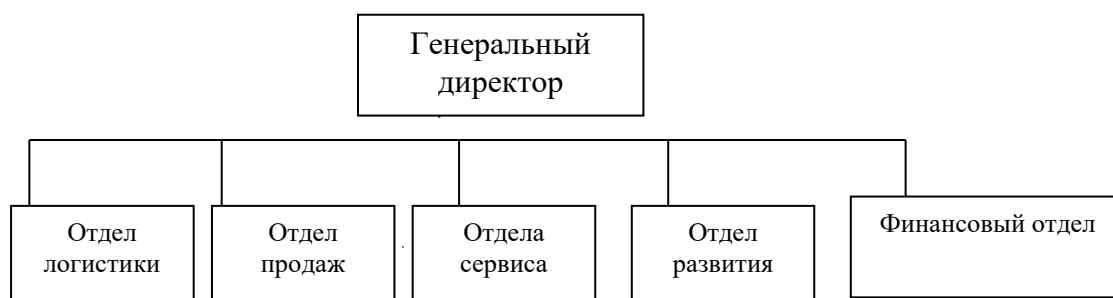 Генеральный
директор
Отдел
логистики
Отдел
продаж
Отдела
сервиса
Отдел
развития
Финансовый отдел